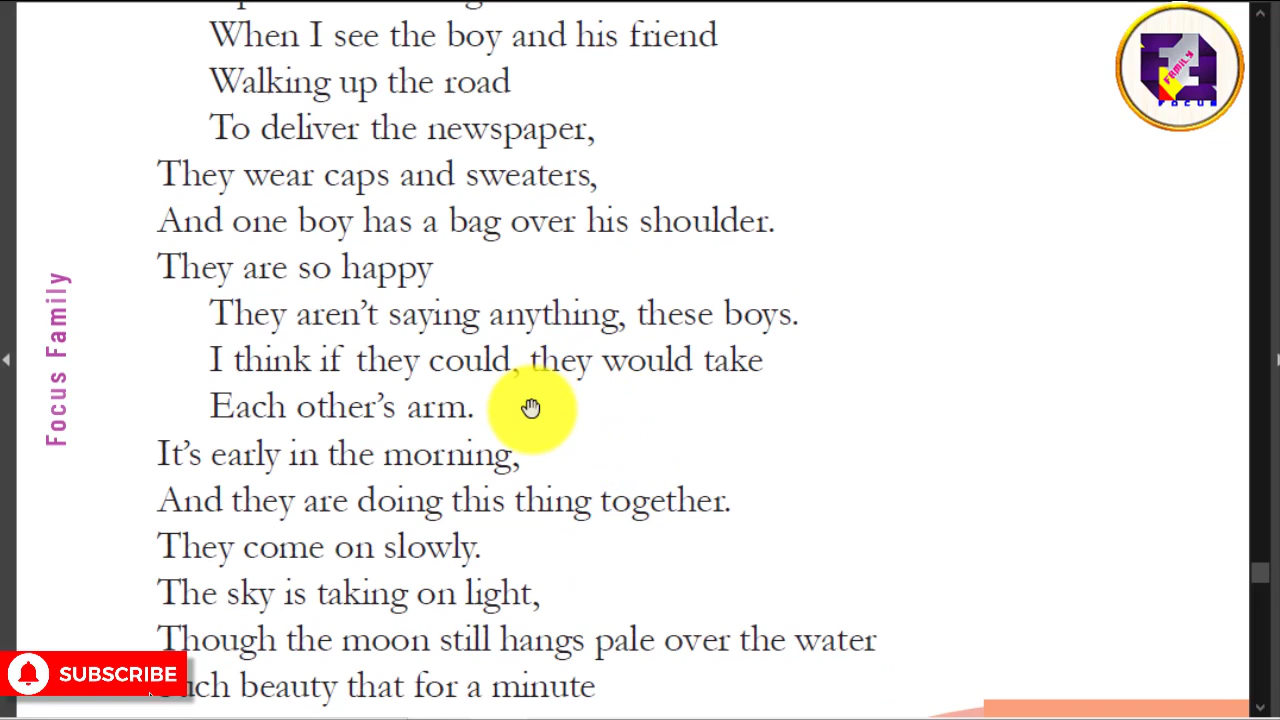 When I see the boy and his friend
Walking up the road
To deliver the newspaper,
They wear caps and sweaters,
And one boy has a bag over his shoulder.
They are so happy
They aren't saying anything, these boys.
I think if they could, they would take
Each other's arm.
It's early in the morning,
And they are doing this thing together.
They come on slowly.
The sky is taking on light,
Though the moon still hangs pale over the water
beauty that for a minute
Focus Family
FAMILY
FOCUS
SUBSCRIBE